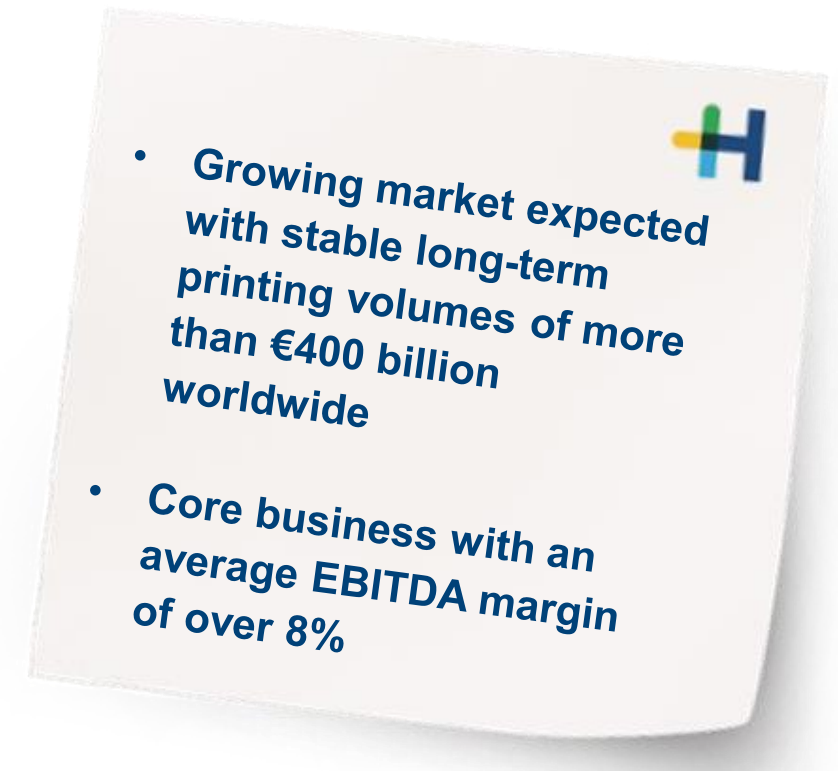 • Growing market expected
with stable long-term
printing volumes of more
than €400 billion
worldwide
• Core business with an
average EBITDA margin
of over 8%